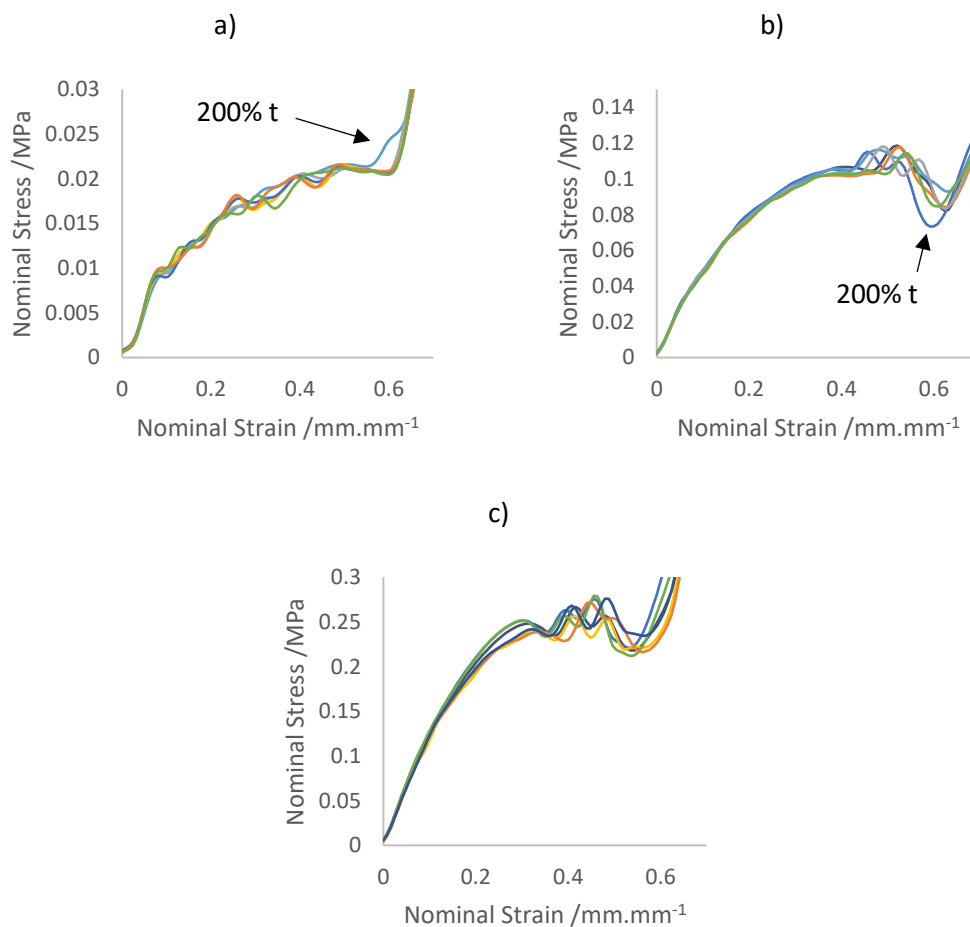 a)
Nominal Stress /MPa
0.03
0.025
0.02
0.015
0.01
0.005
0
200% t
0 0.2 0.4 0.6
Nominal Strain /mm.mm⁻¹
b)
Nominal Stress /MPa
0.14
0.12
0.1
0.08
0.06
0.04
0.02
0
200% t
0 0.2 0.4 0.6
Nominal Strain /mm.mm⁻¹
c)
Nominal Stress /MPa
0.3
0.25
0.2
0.15
0.1
0.05
0
0 0.2 0.4 0.6
Nominal Strain /mm.mm⁻¹